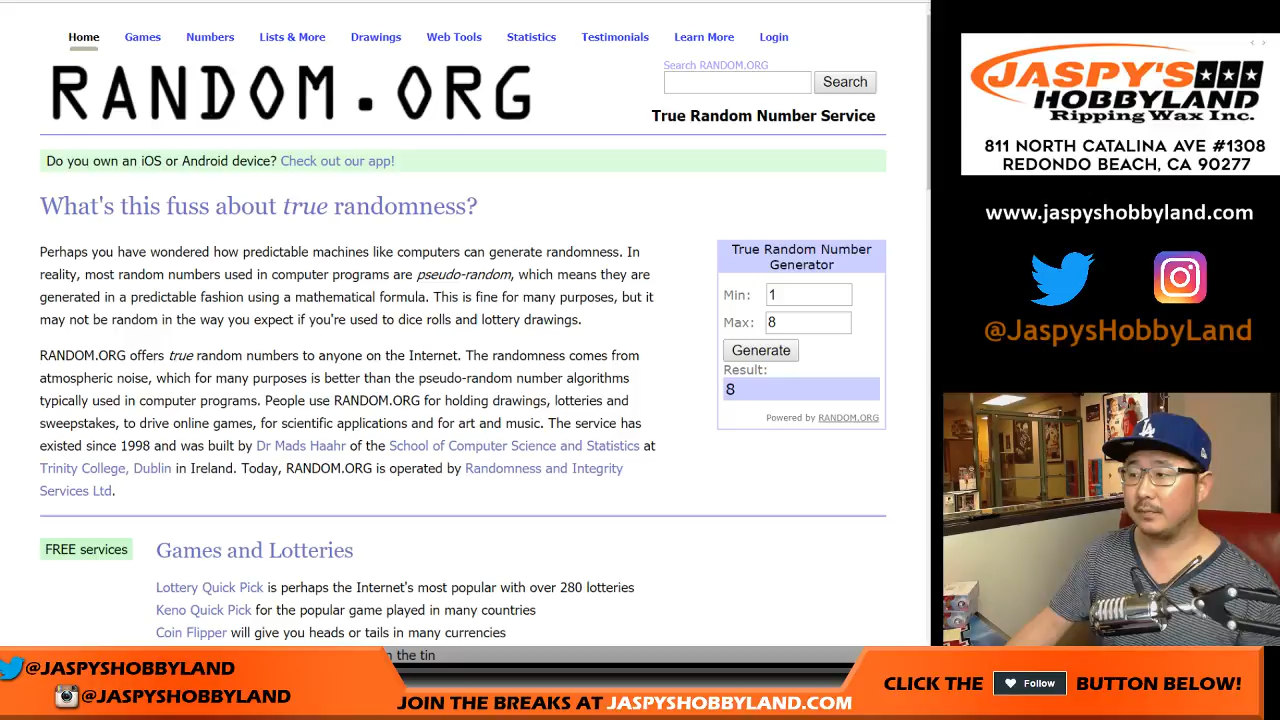 Home Games Numbers Lists & More Drawings Web Tools Statistics Testimonials Learn More Login
RANDOM.ORG
Search RANDOM.ORG
Search
True Random Number Service
Do you own an iOS or Android device? Check out our app!
What's this fuss about true randomness?
Perhaps you have wondered how predictable machines like computers can generate randomness. In
reality, most random numbers used in computer programs are pseudo-random, which means they are
generated in a predictable fashion using a mathematical formula. This is fine for many purposes, but it
may not be random in the way you expect if you're used to dice rolls and lottery drawings.
RANDOM.ORG offers true random numbers to anyone on the Internet. The randomness comes from
atmospheric noise, which for many purposes is better than the pseudo-random number algorithms
typically used in computer programs. People use RANDOM.ORG for holding drawings, lotteries and
sweepstakes, to drive online games, for scientific applications and for art and music. The service has
existed since 1998 and was built by Dr Mads Haahr of the School of Computer Science and Statistics at
Trinity College, Dublin in Ireland. Today, RANDOM.ORG is operated by Randomness and Integrity
Services Ltd.
True Random Number
Generator
Min: 1
Max: 8
Generate
Result:
8
Powered by RANDOM.ORG
FREE services
Games and Lotteries
Lottery Quick Pick is perhaps the Internet's most popular with over 280 lotteries
Keno Quick Pick for the popular game played in many countries
Coin Flipper will give you heads or tails in many currencies
the tin
JASPY'S
HOBBYLAND
Ripping Wax Inc.
811 NORTH CATALINA AVE #1308
REDONDO BEACH, CA 90277
www.jaspyshobbyland.com
@JaspysHobbyLand
LA
@JASPYSHOBBYLAND
@JASPYSHOBBYLAND
JOIN THE BREAKS AT JASPYSHOBBYLAND.COM
CLICK THE Follow BUTTON BELOW!